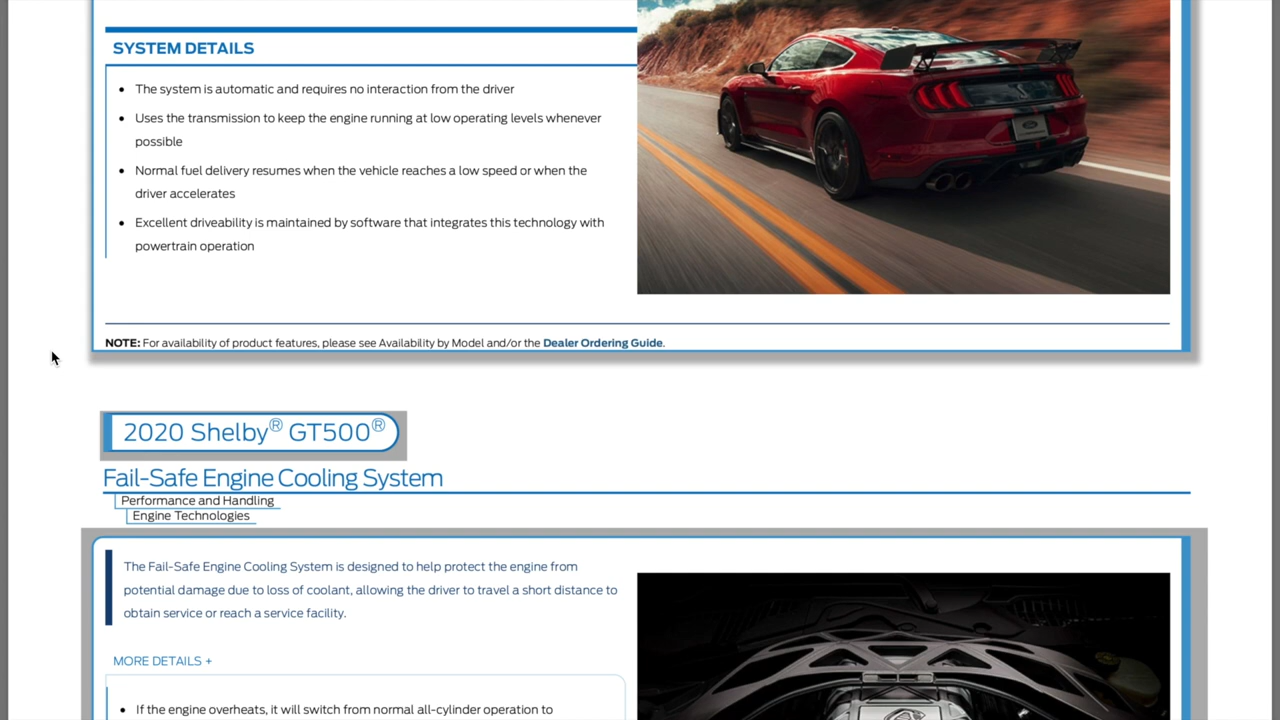 SYSTEM DETAILS
• The system is automatic and requires no interaction from the driver
• Uses the transmission to keep the engine running at low operating levels whenever
possible
• Normal fuel delivery resumes when the vehicle reaches a low speed or when the
driver accelerates
• Excellent driveability is maintained by software that integrates this technology with
powertrain operation
NOTE: For availability of product features, please see Availability by Model and/or the Dealer Ordering Guide.
2020 Shelby® GT500®
Fail-Safe Engine Cooling System
Performance and Handling
Engine Technologies
The Fail-Safe Engine Cooling System is designed to help protect the engine from
potential damage due to loss of coolant, allowing the driver to travel a short distance to
obtain service or reach a service facility.
MORE DETAILS +
• If the engine overheats, it will switch from normal all-cylinder operation to